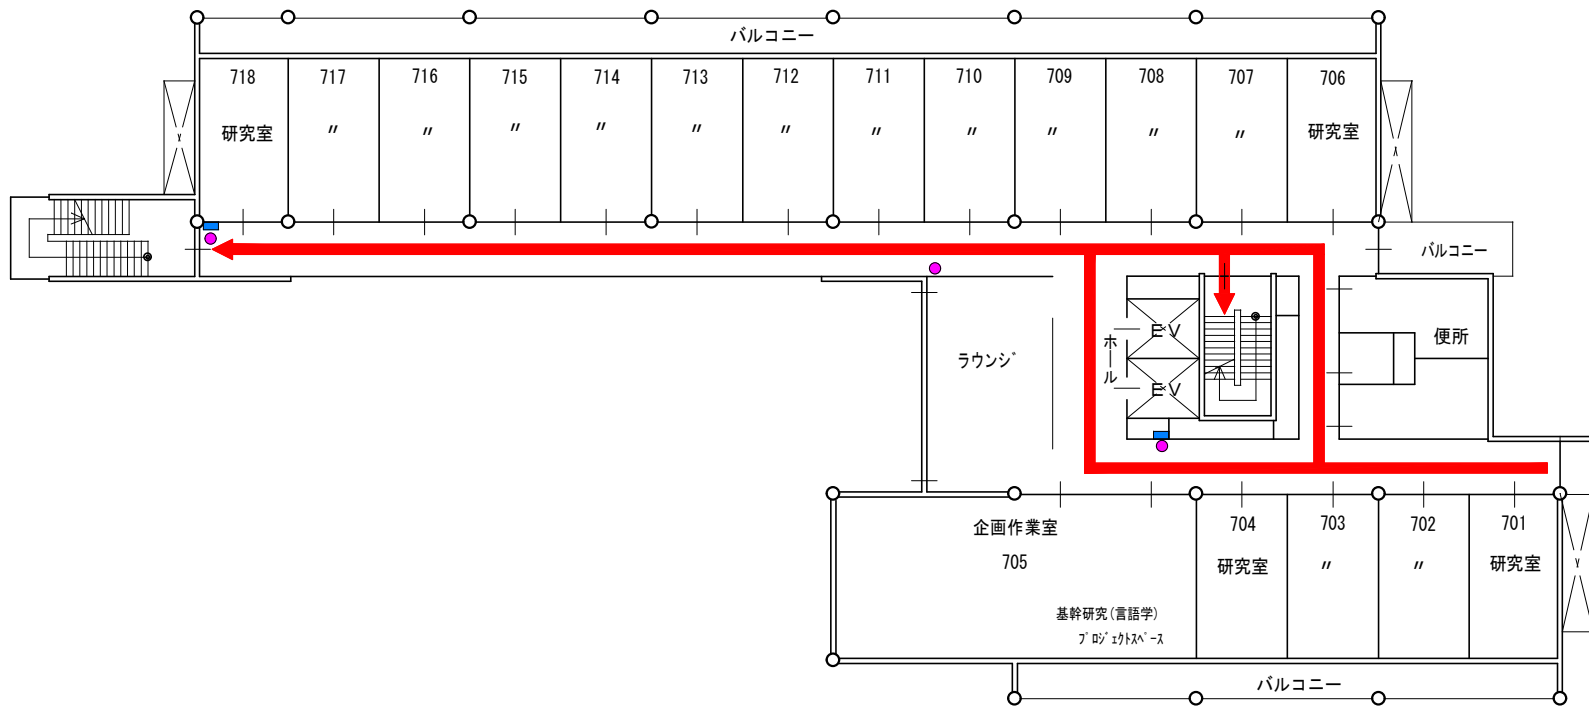 バルコニー
718 717 716 715 714 713 712 711 710 709 708 707 706
研究室 〃 〃 〃 〃 〃 〃 〃 〃 〃 〃 〃 研究室
バルコニー
ラウンジ
ホール
EV
EV
便所
企画作業室
705
基幹研究(言語学)
プロジェクトスペース
704 703 702 701
研究室 〃 〃 研究室
バルコニー